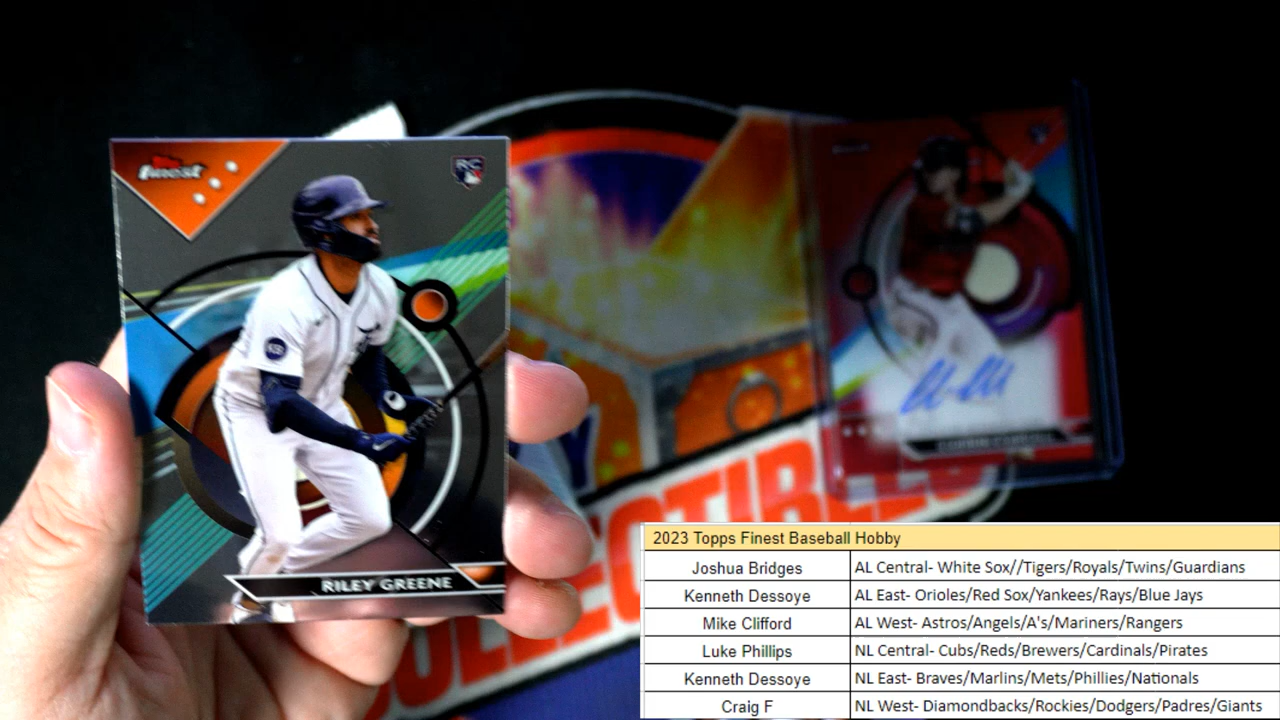 finest
RC
RILEY GREENE
2023 Topps Finest Baseball Hobby
Joshua Bridges AL Central- White Sox//Tigers/Royals/Twins/Guardians
Kenneth Dessoye AL East- Orioles/Red Sox/Yankees/Rays/Blue Jays
Mike Clifford AL West- Astros/Angels/A's/Mariners/Rangers
Luke Phillips NL Central- Cubs/Reds/Brewers/Cardinals/Pirates
Kenneth Dessoye NL East- Braves/Marlins/Mets/Phillies/Nationals
Craig F NL West- Diamondbacks/Rockies/Dodgers/Padres/Giants